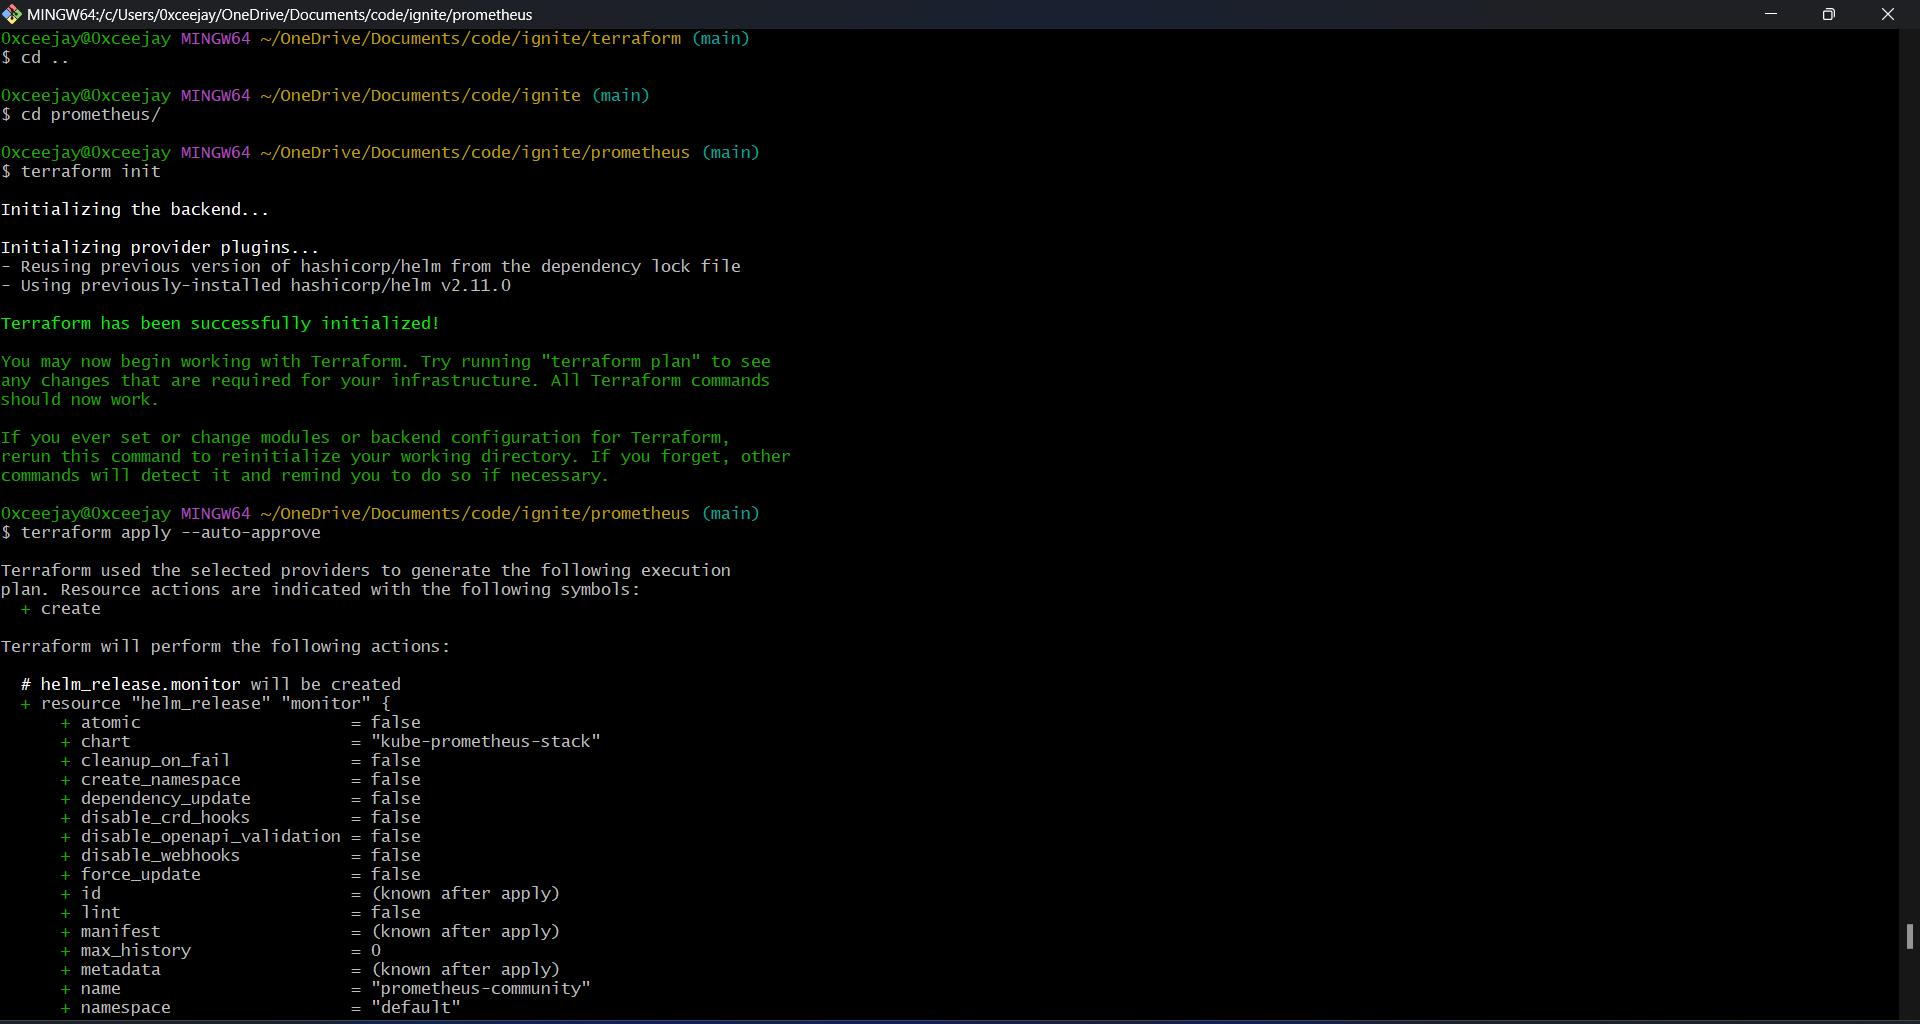 MINGW64:/c/Users/0xceejay/OneDrive/Documents/code/ignite/prometheus
0xceejay@0xceejay MINGW64 ~/OneDrive/Documents/code/ignite/terraform (main)
$ cd ..
0xceejay@0xceejay MINGW64 ~/OneDrive/Documents/code/ignite (main)
$ cd prometheus/
0xceejay@0xceejay MINGW64 ~/OneDrive/Documents/code/ignite/prometheus (main)
$ terraform init
Initializing the backend...
Initializing provider plugins...
- Reusing previous version of hashicorp/helm from the dependency lock file
- Using previously-installed hashicorp/helm v2.11.0
Terraform has been successfully initialized!
You may now begin working with Terraform. Try running "terraform plan" to see
any changes that are required for your infrastructure. All Terraform commands
should now work.
If you ever set or change modules or backend configuration for Terraform,
rerun this command to reinitialize your working directory. If you forget, other
commands will detect it and remind you to do so if necessary.
0xceejay@0xceejay MINGW64 ~/OneDrive/Documents/code/ignite/prometheus (main)
$ terraform apply --auto-approve
Terraform used the selected providers to generate the following execution
plan. Resource actions are indicated with the following symbols:
  + create
Terraform will perform the following actions:
  # helm_release.monitor will be created
  + resource "helm_release" "monitor" {
      + atomic                     = false
      + chart                      = "kube-prometheus-stack"
      + cleanup_on_fail            = false
      + create_namespace           = false
      + dependency_update          = false
      + disable_crd_hooks          = false
      + disable_openapi_validation = false
      + disable_webhooks           = false
      + force_update               = false
      + id                         = (known after apply)
      + lint                       = false
      + manifest                   = (known after apply)
      + max_history                = 0
      + metadata                   = (known after apply)
      + name                       = "prometheus-community"
      + namespace                  = "default"